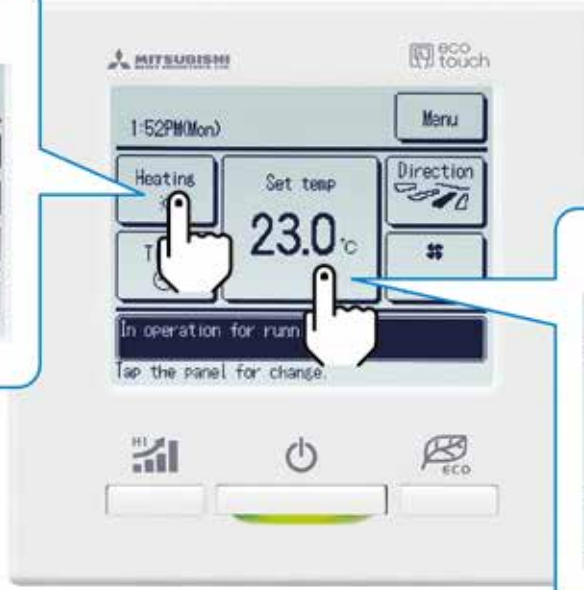 MITSUBISHI
eco
touch
1:52PM(Mon)
Menu
Heating
Set temp
Direction
23.0 °C
In operation for
Tap the panel for change.
HI
ECO